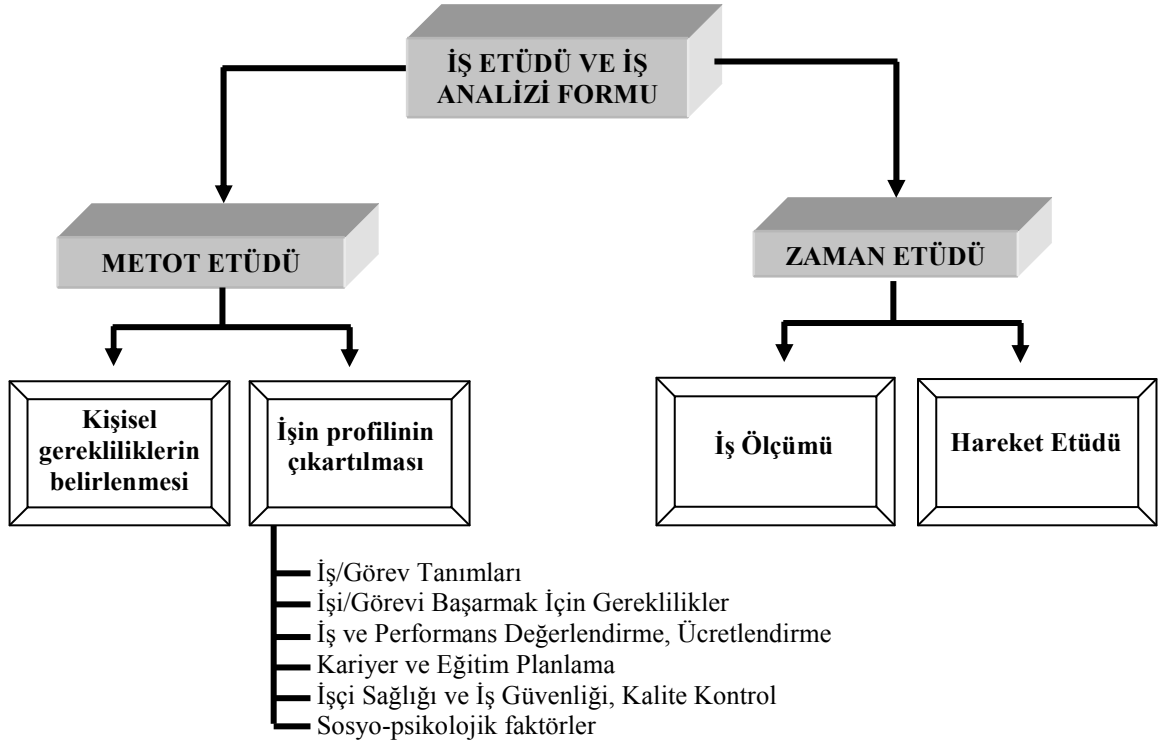 İŞ ETÜDÜ VE İŞ
ANALİZİ FORMU
METOT ETÜDÜ
ZAMAN ETÜDÜ
Kişisel
gerekliliklerin
belirlenmesi
İşin profilinin
çıkartılması
İş Ölçümü
Hareket Etüdü
İş/Görev Tanımları
İşi/Görevi Başarmak İçin Gereklilikler
İş ve Performans Değerlendirme, Ücretlendirme
Kariyer ve Eğitim Planlama
İşçi Sağlığı ve İş Güvenliği, Kalite Kontrol
Sosyo-psikolojik faktörler